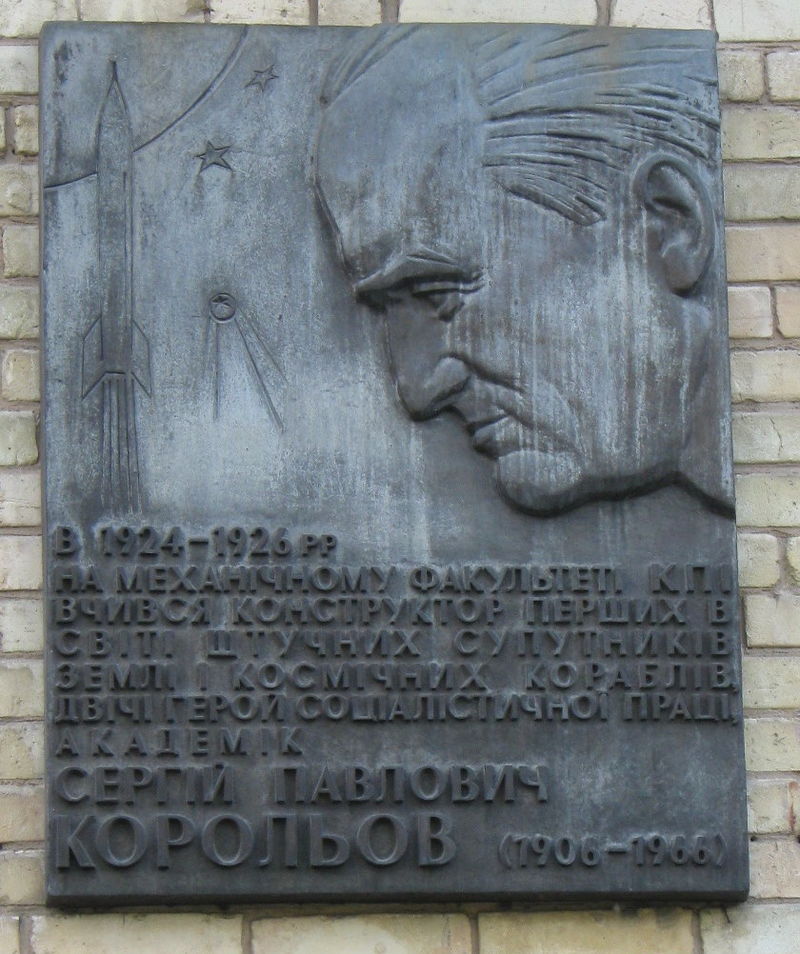 В 1924–1926 РР
НА МЕХАНІЧНОМУ ФАКУЛЬТЕТІ КПІ
ВЧИВСЯ КОНСТРУКТОР ПЕРШИХ В
СВІТІ ШТУЧНИХ СУПУТНИКІВ
ЗЕМЛІ І КОСМІЧНИХ КОРАБЛІВ,
ДВІЧІ ГЕРОЙ СОЦІАЛІСТИЧНОЇ ПРАЦІ,
АКАДЕМІК
СЕРГІЙ ПАВЛОВИЧ
КОРОЛЬОВ (1906–1966)